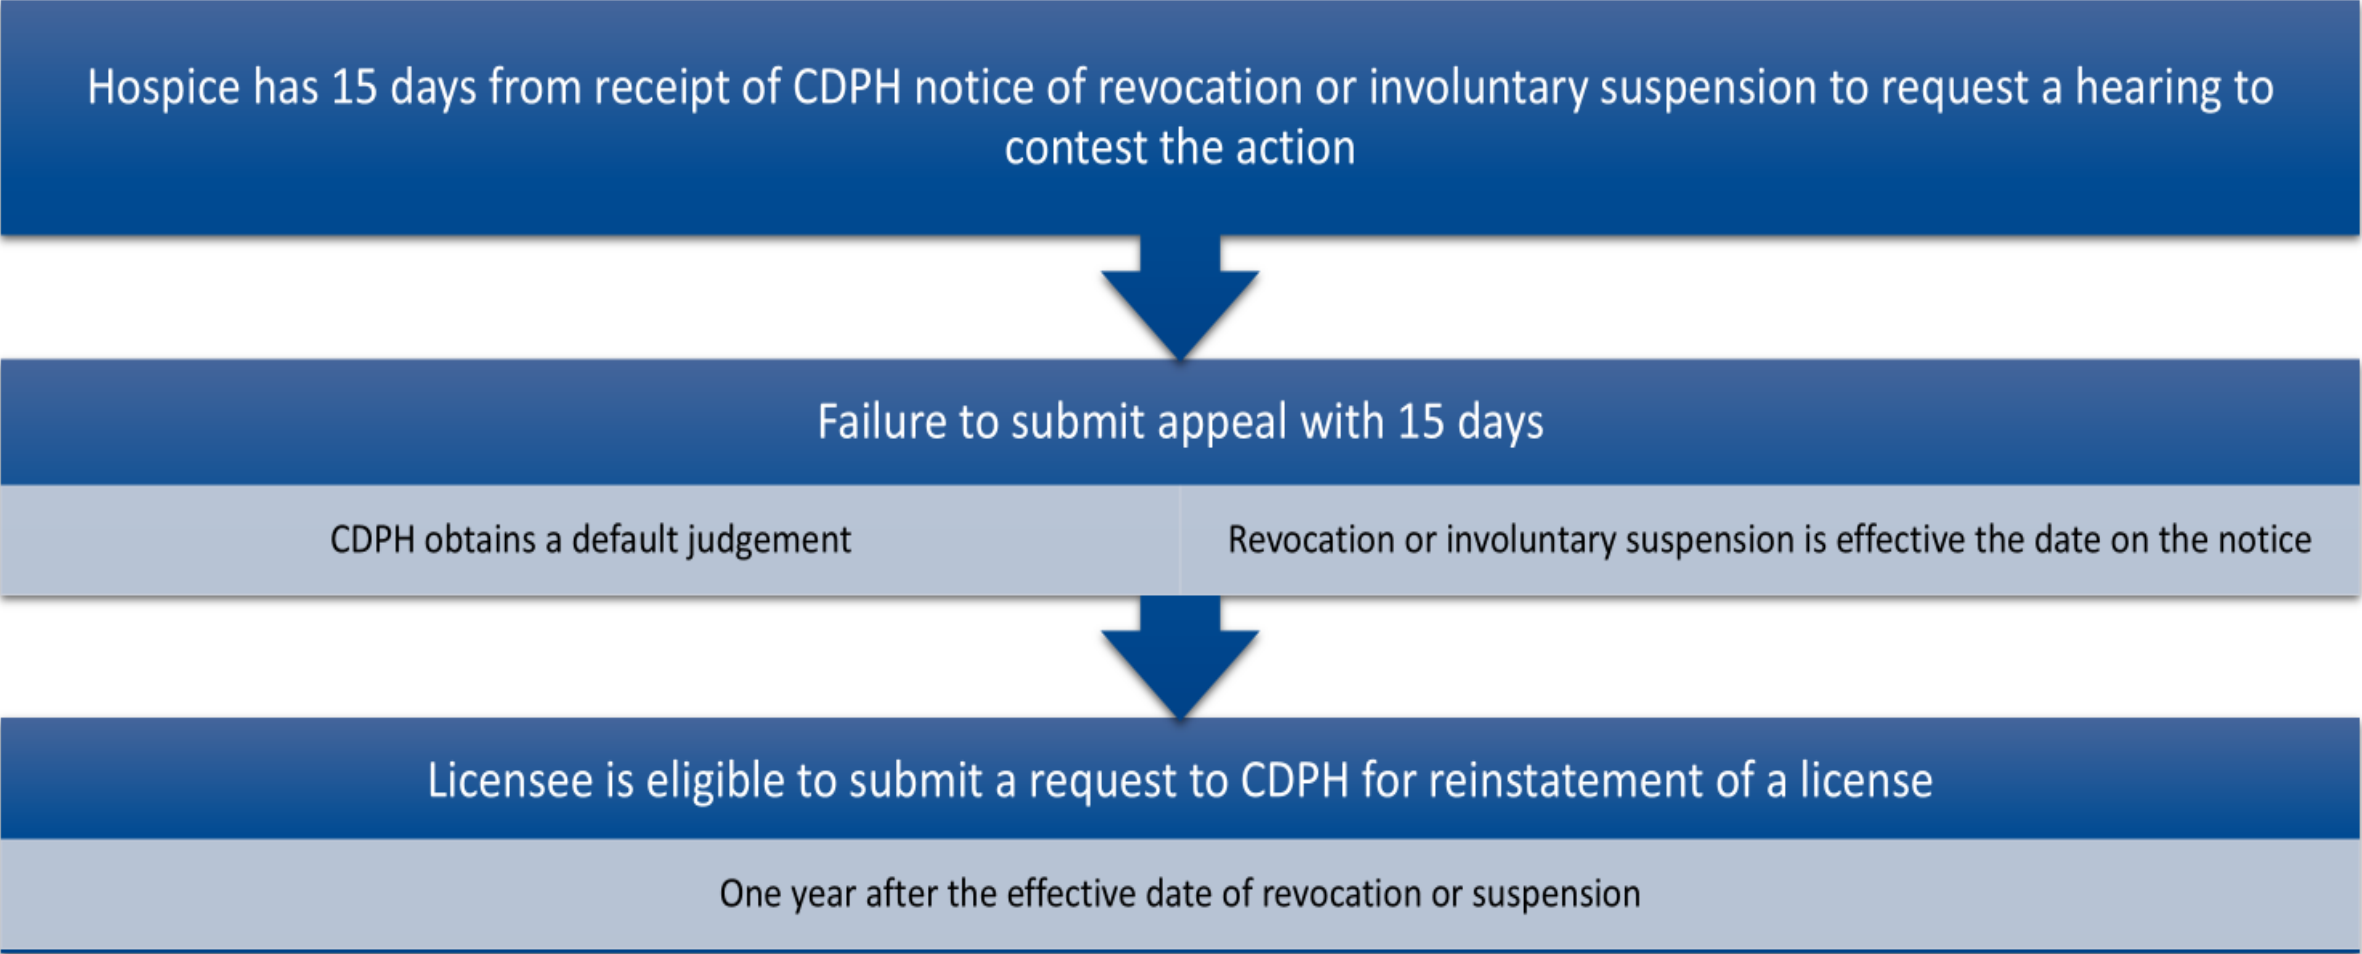 Hospice has 15 days from receipt of CDPH notice of revocation or involuntary suspension to request a hearing to
contest the action
Failure to submit appeal with 15 days
CDPH obtains a default judgement
Revocation or involuntary suspension is effective the date on the notice
Licensee is eligible to submit a request to CDPH for reinstatement of a license
One year after the effective date of revocation or suspension